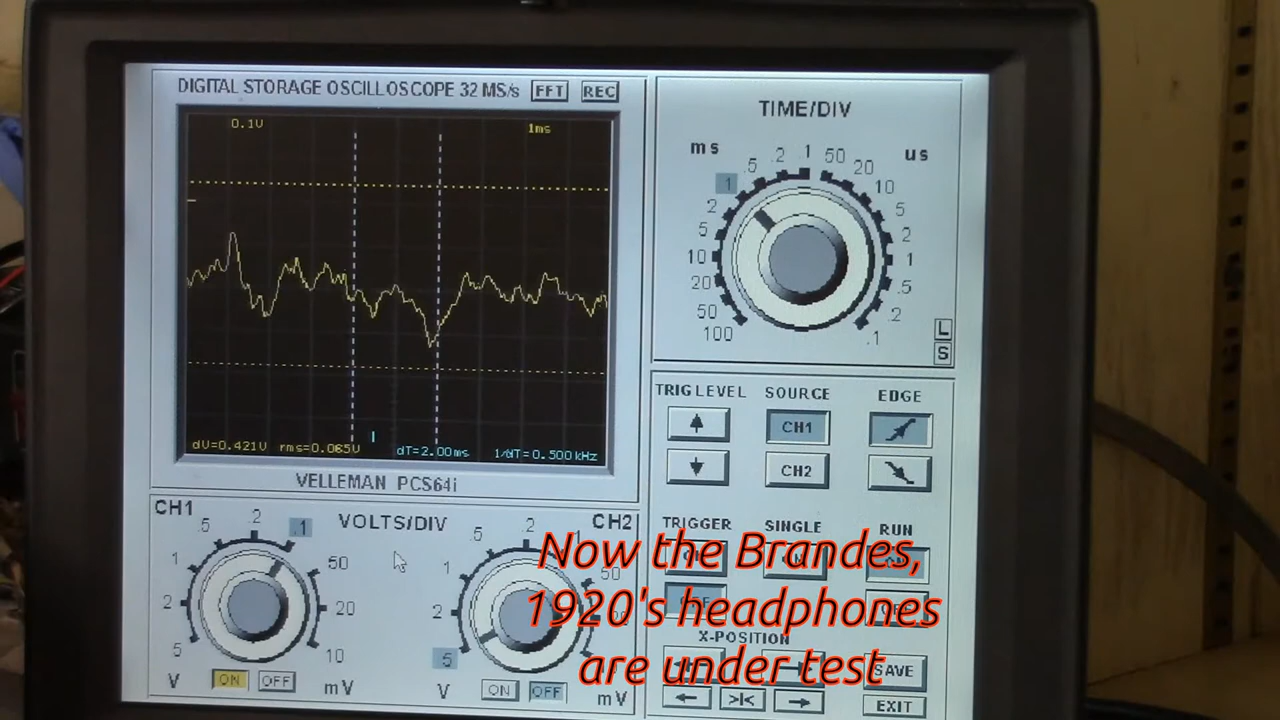 DIGITAL STORAGE OSCILLOSCOPE 32 MS/s FFT REC
0.1V 1ms
dV=0.421V rms=0.065V dT=2.00ms 1/dT=0.500kHz
VELLEMAN PCS64i
TIME/DIV
ms us
1 .5 .2 .1 50 20 10 5 2 1 .5 .2 .1
2
5
10
20
50
100
L
S
TRIG LEVEL SOURCE EDGE
CH1
CH2
TRIGGER SINGLE RUN
X-POSITION
SAVE
EXIT
CH1 VOLTS/DIV CH2
5 2 1 .5 .2 .1 50 20 10
V ON OFF mV
5 2 1 .5 .2 50
V ON OFF mV
Now the Brandes,
1920's headphones
are under test